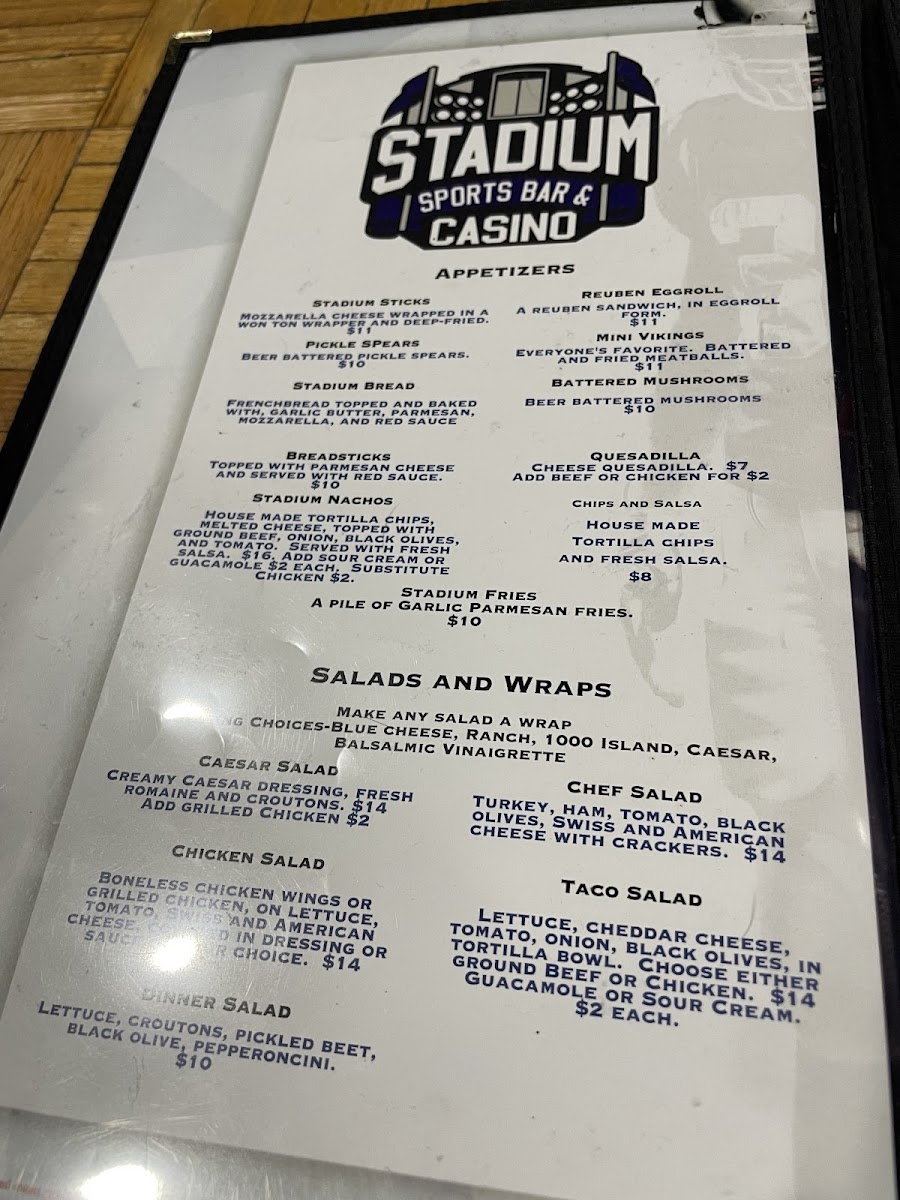 STADIUM
SPORTS BAR &
CASINO
APPETIZERS
STADIUM STICKS
MOZZARELLA CHEESE WRAPPED IN A
WON TON WRAPPER AND DEEP-FRIED.
$11
PICKLE SPEARS
BEER BATTERED PICKLE SPEARS.
$10
STADIUM BREAD
FRENCHBREAD TOPPED AND BAKED
WITH, GARLIC BUTTER, PARMESAN,
MOZZARELLA, AND RED SAUCE
BREADSTICKS
TOPPED WITH PARMESAN CHEESE
AND SERVED WITH RED SAUCE.
$10
STADIUM NACHOS
HOUSE MADE TORTILLA CHIPS,
MELTED CHEESE, TOPPED WITH
GROUND BEEF, ONION, BLACK OLIVES,
AND TOMATO. SERVED WITH FRESH
SALSA. $16. ADD SOUR CREAM OR
GUACAMOLE $2 EACH. SUBSTITUTE
CHICKEN $2.
REUBEN EGGROLL
A REUBEN SANDWICH, IN EGGROLL
FORM.
$11
MINI VIKINGS
EVERYONE'S FAVORITE. BATTERED
AND FRIED MEATBALLS.
$11
BATTERED MUSHROOMS
BEER BATTERED MUSHROOMS
$10
QUESADILLA
CHEESE QUESADILLA. $7
ADD BEEF OR CHICKEN FOR $2
CHIPS AND SALSA
HOUSE MADE
TORTILLA CHIPS
AND FRESH SALSA.
$8
STADIUM FRIES
A PILE OF GARLIC PARMESAN FRIES.
$10
SALADS AND WRAPS
MAKE ANY SALAD A WRAP
CHOICES-BLUE CHEESE, RANCH, 1000 ISLAND, CAESAR,
BALSALMIC VINAIGRETTE
CAESAR SALAD
CREAMY CAESAR DRESSING, FRESH
ROMAINE AND CROUTONS. $14
ADD GRILLED CHICKEN $2
CHICKEN SALAD
BONELESS CHICKEN WINGS OR
GRILLED CHICKEN, ON LETTUCE,
TOMATO, SWISS AND AMERICAN
CHEESE, IN DRESSING OR
CHOICE. $14
DINNER SALAD
LETTUCE, CROUTONS, PICKLED BEET,
BLACK OLIVE, PEPPERONCINI.
$10
CHEF SALAD
TURKEY, HAM, TOMATO, BLACK
OLIVES, SWISS AND AMERICAN
CHEESE WITH CRACKERS. $14
TACO SALAD
LETTUCE, CHEDDAR CHEESE,
TOMATO, ONION, BLACK OLIVES, IN
TORTILLA BOWL. CHOOSE EITHER
GROUND BEEF OR CHICKEN. $14
GUACAMOLE OR SOUR CREAM.
$2 EACH.